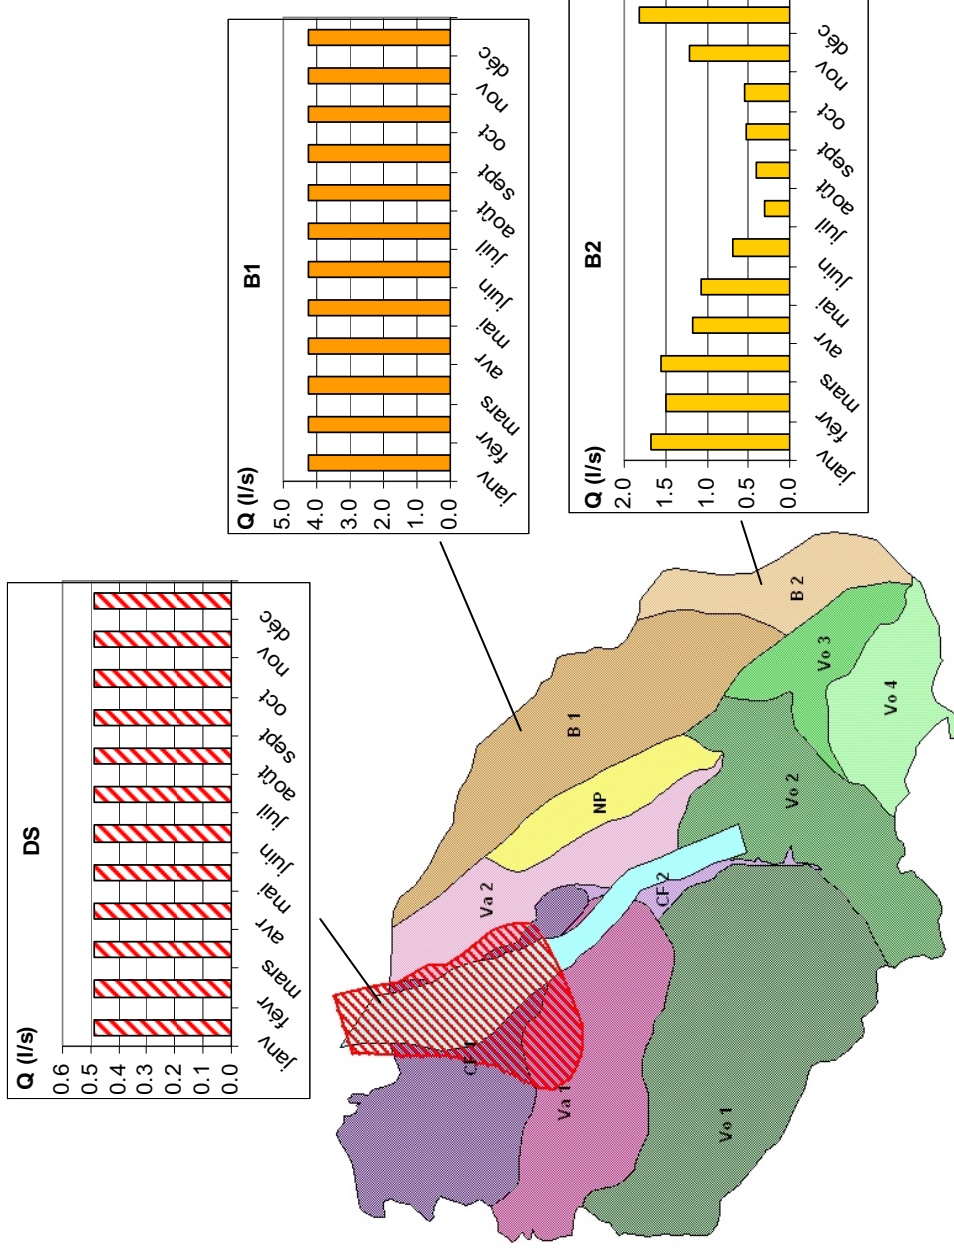 DS
Q (l/s)
0.6
0.5
0.4
0.3
0.2
0.1
0.0
janv
févr
mars
avr
mai
juin
juil
août
sept
oct
nov
déc
B1
Q (l/s)
5.0
4.0
3.0
2.0
1.0
0.0
janv
févr
mars
avr
mai
juin
juil
août
sept
oct
nov
déc
B2
Q (l/s)
2.0
1.5
1.0
0.5
0.0
janv
févr
mars
avr
mai
juin
juil
août
sept
oct
nov
déc
CF 1
Va 1
Vo 1
Va 2
CF 2
NP
B 1
Vo 2
Vo 3
B 2
Vo 4